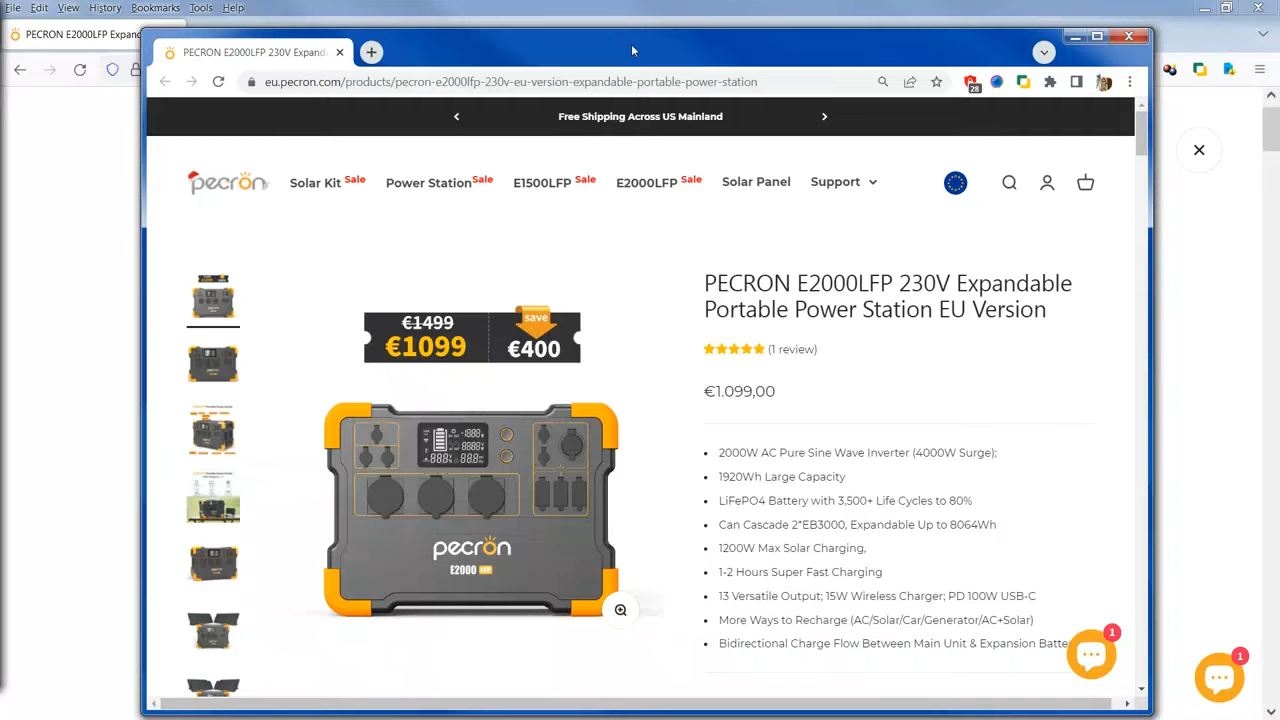 File Edit View History Bookmarks Tools Help
PECRON E2000LFP 230V Exp
PECRON E2000LFP 230V Expand
eu.pecron.com/products/pecron-e2000lfp-230v-eu-version-expandable-portable-power-station
28
Free Shipping Across US Mainland
pecron
Solar Kit Sale
Power Station Sale
E1500LFP Sale
E2000LFP Sale
Solar Panel
Support
€1499
€1099
save
€400
pecron
E2000 LFP
PECRON E2000LFP 230V Expandable
Portable Power Station EU Version
(1 review)
€1.099,00
2000W AC Pure Sine Wave Inverter (4000W Surge);
1920Wh Large Capacity
LiFePO4 Battery with 3,500+ Life Cycles to 80%
Can Cascade 2*EB3000, Expandable Up to 8064Wh
1200W Max Solar Charging,
1-2 Hours Super Fast Charging
13 Versatile Output; 15W Wireless Charger; PD 100W USB-C
More Ways to Recharge (AC/Solar/Car/Generator/AC+Solar)
Bidirectional Charge Flow Between Main Unit & Expansion Batte
1
1